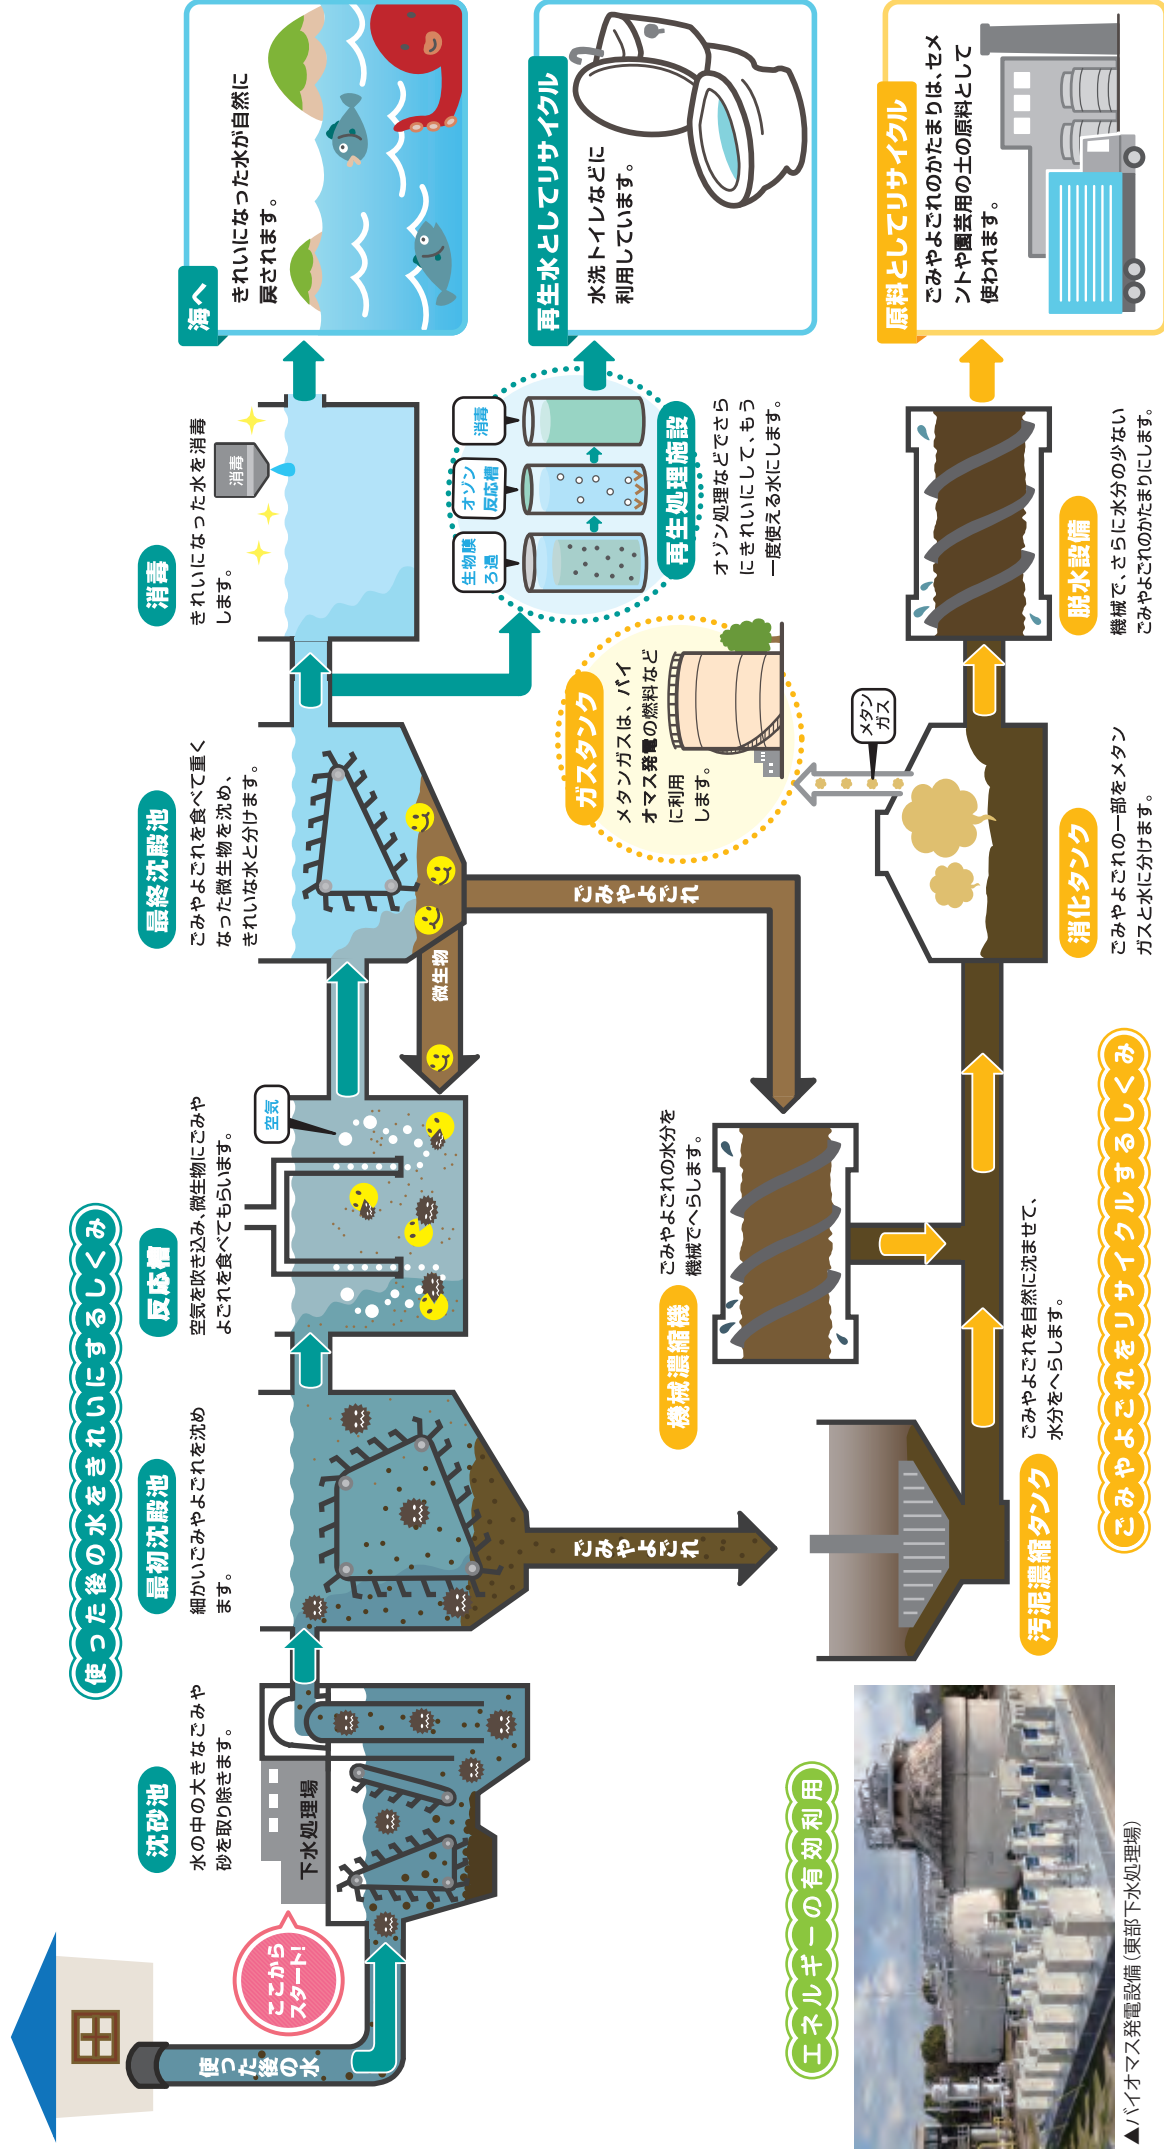 使った後の水をきれいにするしくみ
使った後の水
ここから
スタート!
下水処理場
沈砂池
水の中の大きなごみや
砂を取り除きます。
最初沈殿池
細かいごみやよごれを沈め
ます。
ごみやよごれ
反応槽
空気を吹き込み、微生物にごみや
よごれを食べてもらいます。
空気
最終沈殿池
ごみやよごれを食べて重く
なった微生物を沈め、
きれいな水と分けます。
微生物
ごみやよごれ
消毒
きれいになった水を消毒
します。
消毒
海へ
きれいになった水が自然に
戻されます。
再生処理施設
生物膜
ろ過
オゾン
反応槽
消毒
オゾン処理などでさら
にきれいにして、もう
一度使える水にします。
再生水としてリサイクル
水洗トイレなどに
利用しています。
ごみやよごれをリサイクルするしくみ
汚泥濃縮タンク
ごみやよごれを自然に沈ませて、
水分をへらします。
機械濃縮機
ごみやよごれの水分を
機械でへらします。
消化タンク
ごみやよごれの一部をメタン
ガスと水に分けます。
メタン
ガス
ガスタンク
メタンガスは、バイ
オマス発電の燃料など
に利用
します。
脱水設備
機械で、さらに水分の少ない
ごみやよごれのかたまりにします。
原料としてリサイクル
ごみやよごれのかたまりは、セメ
ントや園芸用の土の原料として
使われます。
エネルギーの有効利用
▲バイオマス発電設備(東部下水処理場)